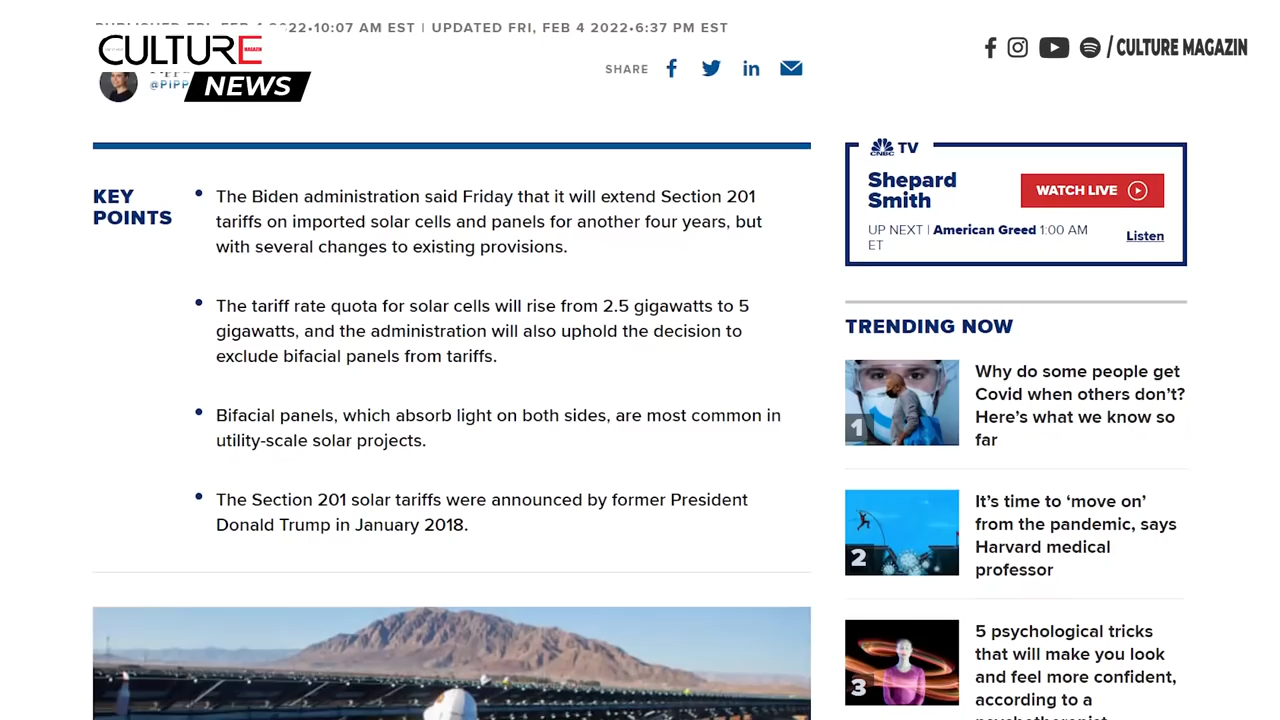 22•10:07 AM EST | UPDATED FRI, FEB 4 2022•6:37 PM EST
CULTURE
MAGAZIN
NEWS
/ CULTURE MAGAZIN
@PIPP
SHARE
KEY
POINTS
The Biden administration said Friday that it will extend Section 201
tariffs on imported solar cells and panels for another four years, but
with several changes to existing provisions.
The tariff rate quota for solar cells will rise from 2.5 gigawatts to 5
gigawatts, and the administration will also uphold the decision to
exclude bifacial panels from tariffs.
Bifacial panels, which absorb light on both sides, are most common in
utility-scale solar projects.
The Section 201 solar tariffs were announced by former President
Donald Trump in January 2018.
CNBC TV
Shepard
Smith
WATCH LIVE
UP NEXT | American Greed 1:00 AM
ET
Listen
TRENDING NOW
1
Why do some people get
Covid when others don’t?
Here’s what we know so
far
2
It’s time to ‘move on’
from the pandemic, says
Harvard medical
professor
3
5 psychological tricks
that will make you look
and feel more confident,
according to a